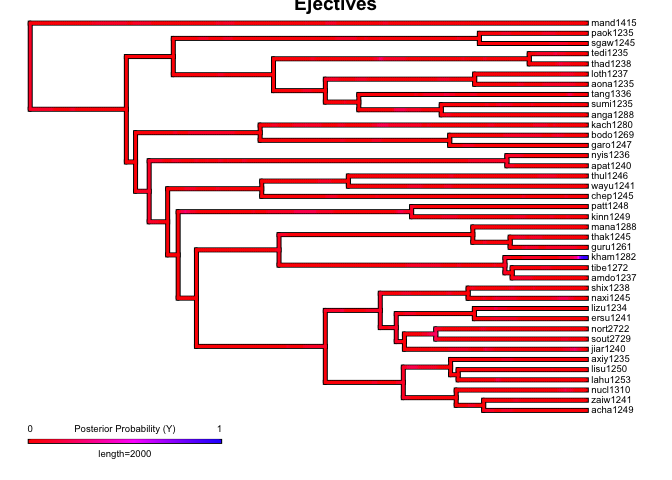 Ejectives
mand1415
paok1235
sgaw1245
tedi1235
thad1238
loth1237
aona1235
tang1336
sumi1235
anga1288
kach1280
bodo1269
garo1247
nyis1236
apat1240
thul1246
wayu1241
chep1245
patt1248
kinn1249
mana1288
thak1245
guru1261
kham1282
tibe1272
amdo1237
shix1238
naxi1245
lizu1234
ersu1241
nort2722
sout2729
jiar1240
axiy1235
lisu1250
lahu1253
nucl1310
zaiw1241
acha1249
0 Posterior Probability (Y) 1
length=2000